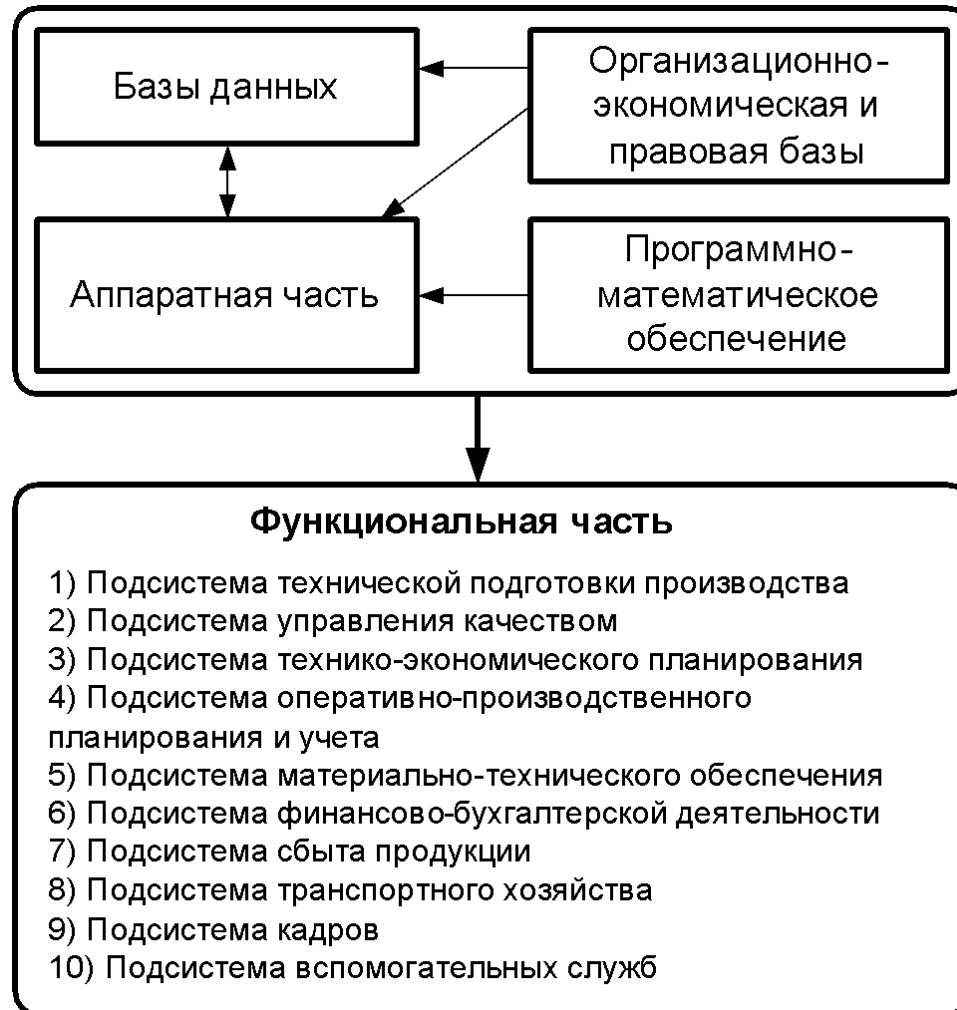 Базы данных
Организационно-
экономическая и
правовая базы
Аппаратная часть
Программно-
математическое
обеспечение
Функциональная часть
1) Подсистема технической подготовки производства
2) Подсистема управления качеством
3) Подсистема технико-экономического планирования
4) Подсистема оперативно-производственного
планирования и учета
5) Подсистема материально-технического обеспечения
6) Подсистема финансово-бухгалтерской деятельности
7) Подсистема сбыта продукции
8) Подсистема транспортного хозяйства
9) Подсистема кадров
10) Подсистема вспомогательных служб